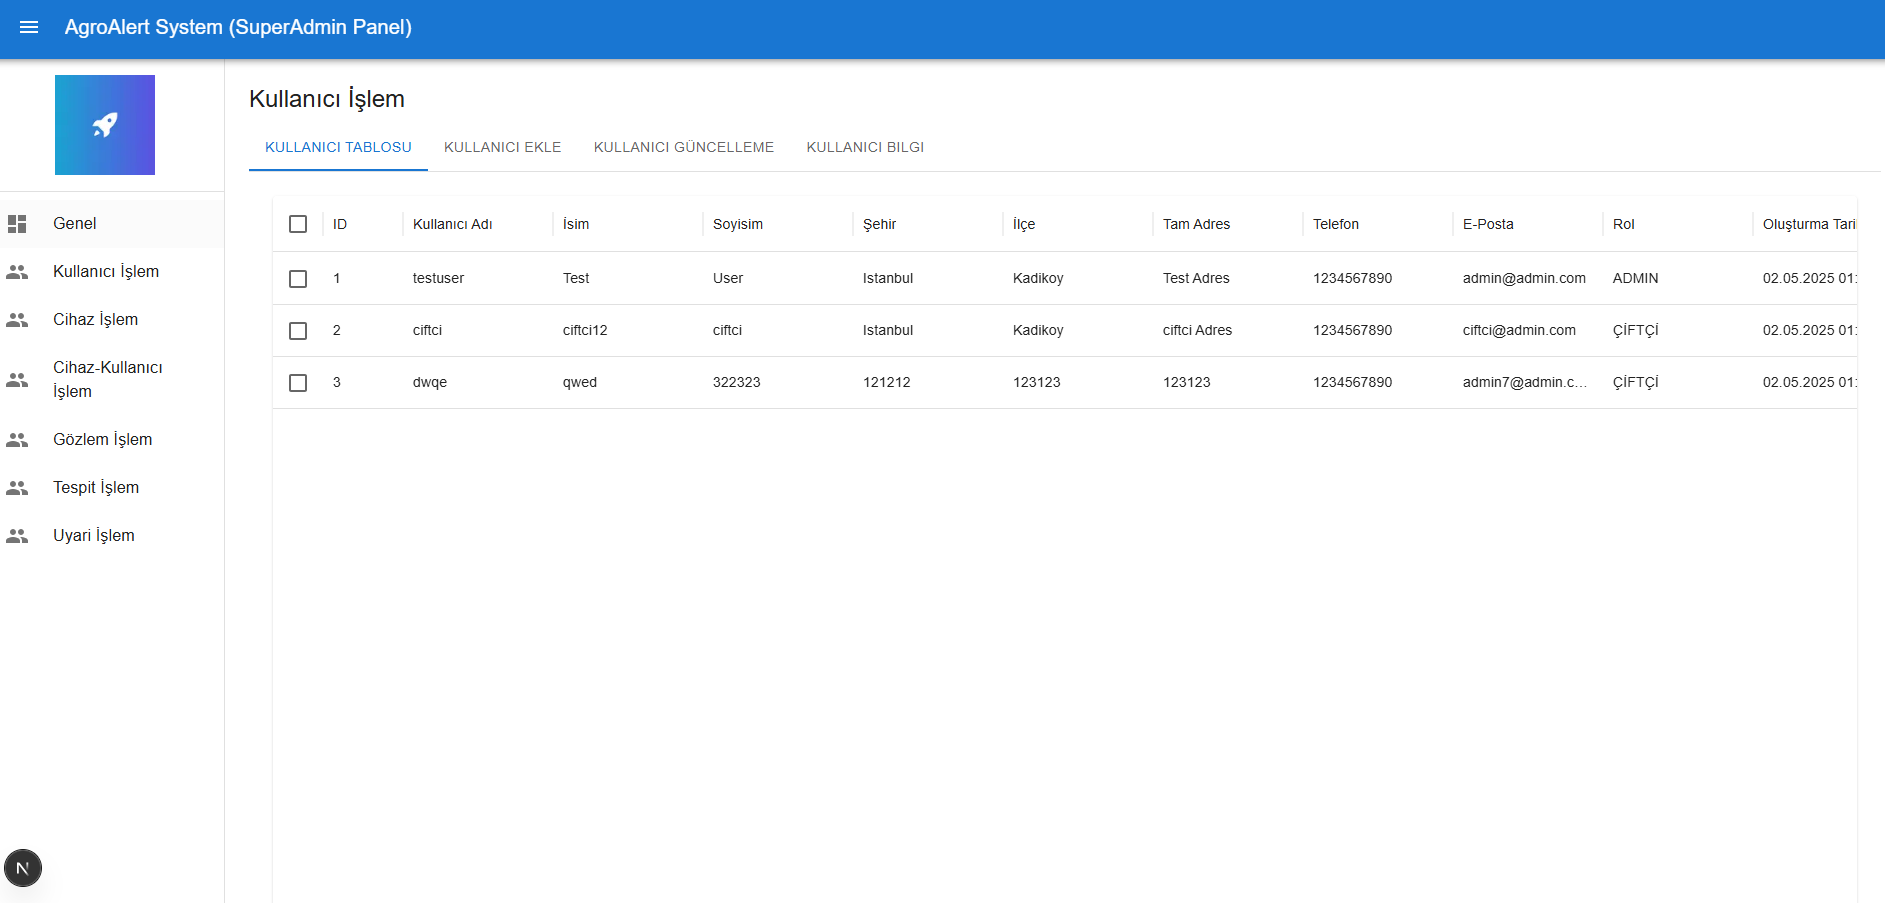 AgroAlert System (SuperAdmin Panel)
Genel
Kullanıcı İşlem
Cihaz İşlem
Cihaz-Kullanıcı
İşlem
Gözlem İşlem
Tespit İşlem
Uyari İşlem
N
Kullanıcı İşlem
KULLANICI TABLOSU KULLANICI EKLE KULLANICI GÜNCELLEME KULLANICI BILGI
ID Kullanıcı Adı İsim Soyisim Şehir İlçe Tam Adres Telefon E-Posta Rol Oluşturma Tari
1 testuser Test User Istanbul Kadikoy Test Adres 1234567890 admin@admin.com ADMIN 02.05.2025 01:
2 ciftci ciftci12 ciftci Istanbul Kadikoy ciftci Adres 1234567890 ciftci@admin.com ÇİFTÇİ 02.05.2025 01:
3 dwqe qwed 322323 121212 123123 123123 1234567890 admin7@admin.c... ÇİFTÇİ 02.05.2025 01: